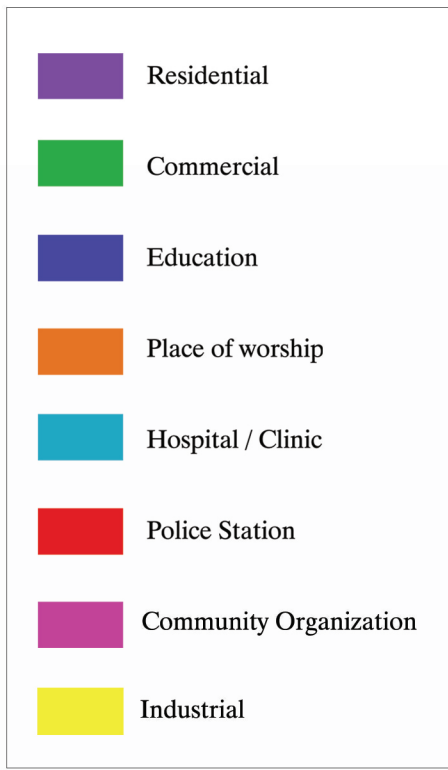 Residential
Commercial
Education
Place of worship
Hospital / Clinic
Police Station
Community Organization
Industrial